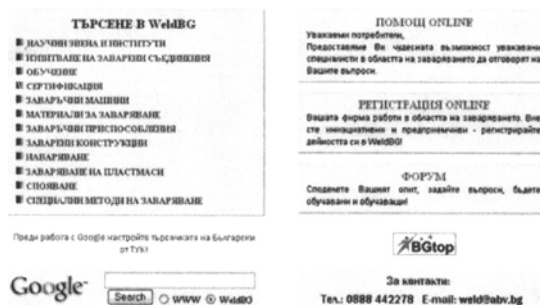 ТЪРСЕНЕ В WeldBG
НАУЧНИ ЗВЕНА И ИНСТИТУТИ
ИЗПИТВАНЕ НА ЗАВАРЕНИ СЪЕДИНЕНИЯ
ОБУЧЕНИЕ
СЕРТИФИКАЦИЯ
ЗАВАРЪЧНИ МАШИНИ
МАТЕРИАЛИ ЗА ЗАВАРЯВАНЕ
ЗАВАРЪЧНИ ПРИСПОСОБЛЕНИЯ
ЗАВАРЕНИ КОНСТРУКЦИИ
НАВАРЯВАНЕ
ЗАВАРЯВАНЕ НА ПЛАСТМАСИ
СПОЯВАНЕ
СПЕЦИАЛНИ МЕТОДИ НА ЗАВАРЯВАНЕ
Преди работа с Google настройте търсачката на Български
от ТУК!
Google
Search WWW WeldBG
ПОМОЩ ONLINE
Уважаеми потребители,
Предоставяме Ви чудесната възможност уважавани
специалисти в областта на заваряването да отговорят на
Вашите въпроси.
РЕГИСТРАЦИЯ ONLINE
Вашата фирма работи в областта на заваряването. Вие
сте инициативни и предприемчиви - регистрирайте
дейността си в WeldBG!
ФОРУМ
Споделете Вашият опит, задайте въпроси, бъдете
обучавани и обучаващи!
BGtop
За контакти:
Тел.: 0888 442278 E-mail: weld@abv.bg